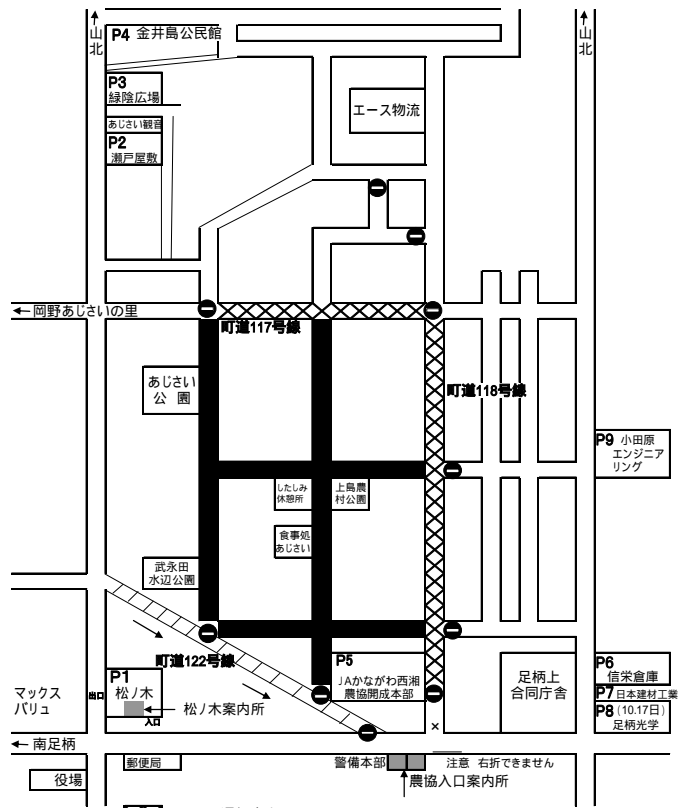 山北
山北
P4 金井島公民館
P3
緑陰広場
あじさい観音
P2
瀬戸屋敷
エース物流
←岡野あじさいの里
町道117号線
町道118号線
あじさい
公 園
P9 小田原
エンジニア
リング
したしみ
休憩所
上島農
村公園
食事処
あじさい
武永田
水辺公園
町道122号線
P1
松ノ木
出口
入口
松ノ木案内所
マックス
バリュ
P5
JAかながわ西湘
農協開成本部
足柄上
合同庁舎
P6
信栄倉庫
P7 日本建材工業
P8 (10.17日)
足柄光学
×
←南足柄
役場
郵便局
警備本部
注意 右折できません
農協入口案内所